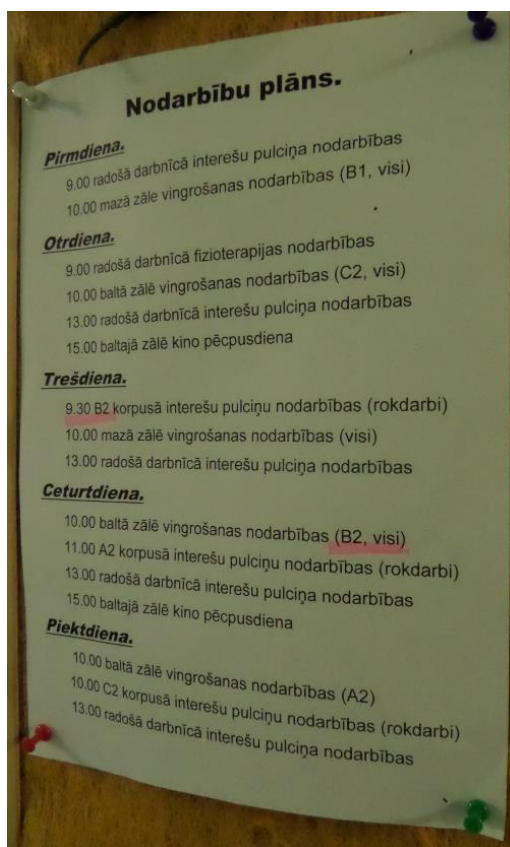 Nodarbību plāns.
Pirmdiena.
9.00 radošā darbnīcā interešu pulciņa nodarbības
10.00 mazā zāle vingrošanas nodarbības (B1, visi)
Otrdiena.
9.00 radošā darbnīcā fizioterapijas nodarbības
10.00 baltā zālē vingrošanas nodarbības (C2, visi)
13.00 radošā darbnīcā interešu pulciņa nodarbības
15.00 baltajā zālē kino pēcpusdiena
Trešdiena.
9.30 B2 korpusā interešu pulciņu nodarbības (rokdarbi)
10.00 mazā zālē vingrošanas nodarbības (visi)
13.00 radošā darbnīcā interešu pulciņa nodarbības
Ceturtdiena.
10.00 baltā zālē vingrošanas nodarbības (B2, visi)
11.00 A2 korpusā interešu pulciņu nodarbības (rokdarbi)
13.00 radošā darbnīcā interešu pulciņa nodarbības
15.00 baltajā zālē kino pēcpusdiena
Piektdiena.
10.00 baltā zālē vingrošanas nodarbības (A2)
10.00 C2 korpusā interešu pulciņu nodarbības (rokdarbi)
13.00 radošā darbnīcā interešu pulciņa nodarbības